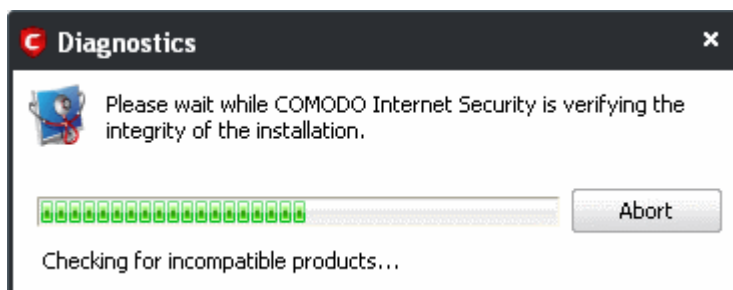 Diagnostics
Please wait while COMODO Internet Security is verifying the
integrity of the installation.
Abort
Checking for incompatible products...